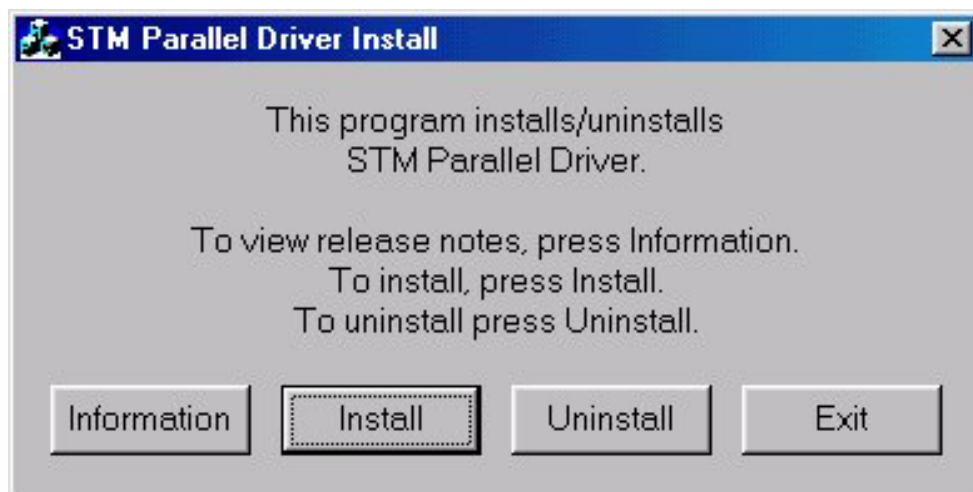 STM Parallel Driver Install
This program installs/uninstalls
STM Parallel Driver.
To view release notes, press Information.
To install, press Install.
To uninstall press Uninstall.
Information Install Uninstall Exit